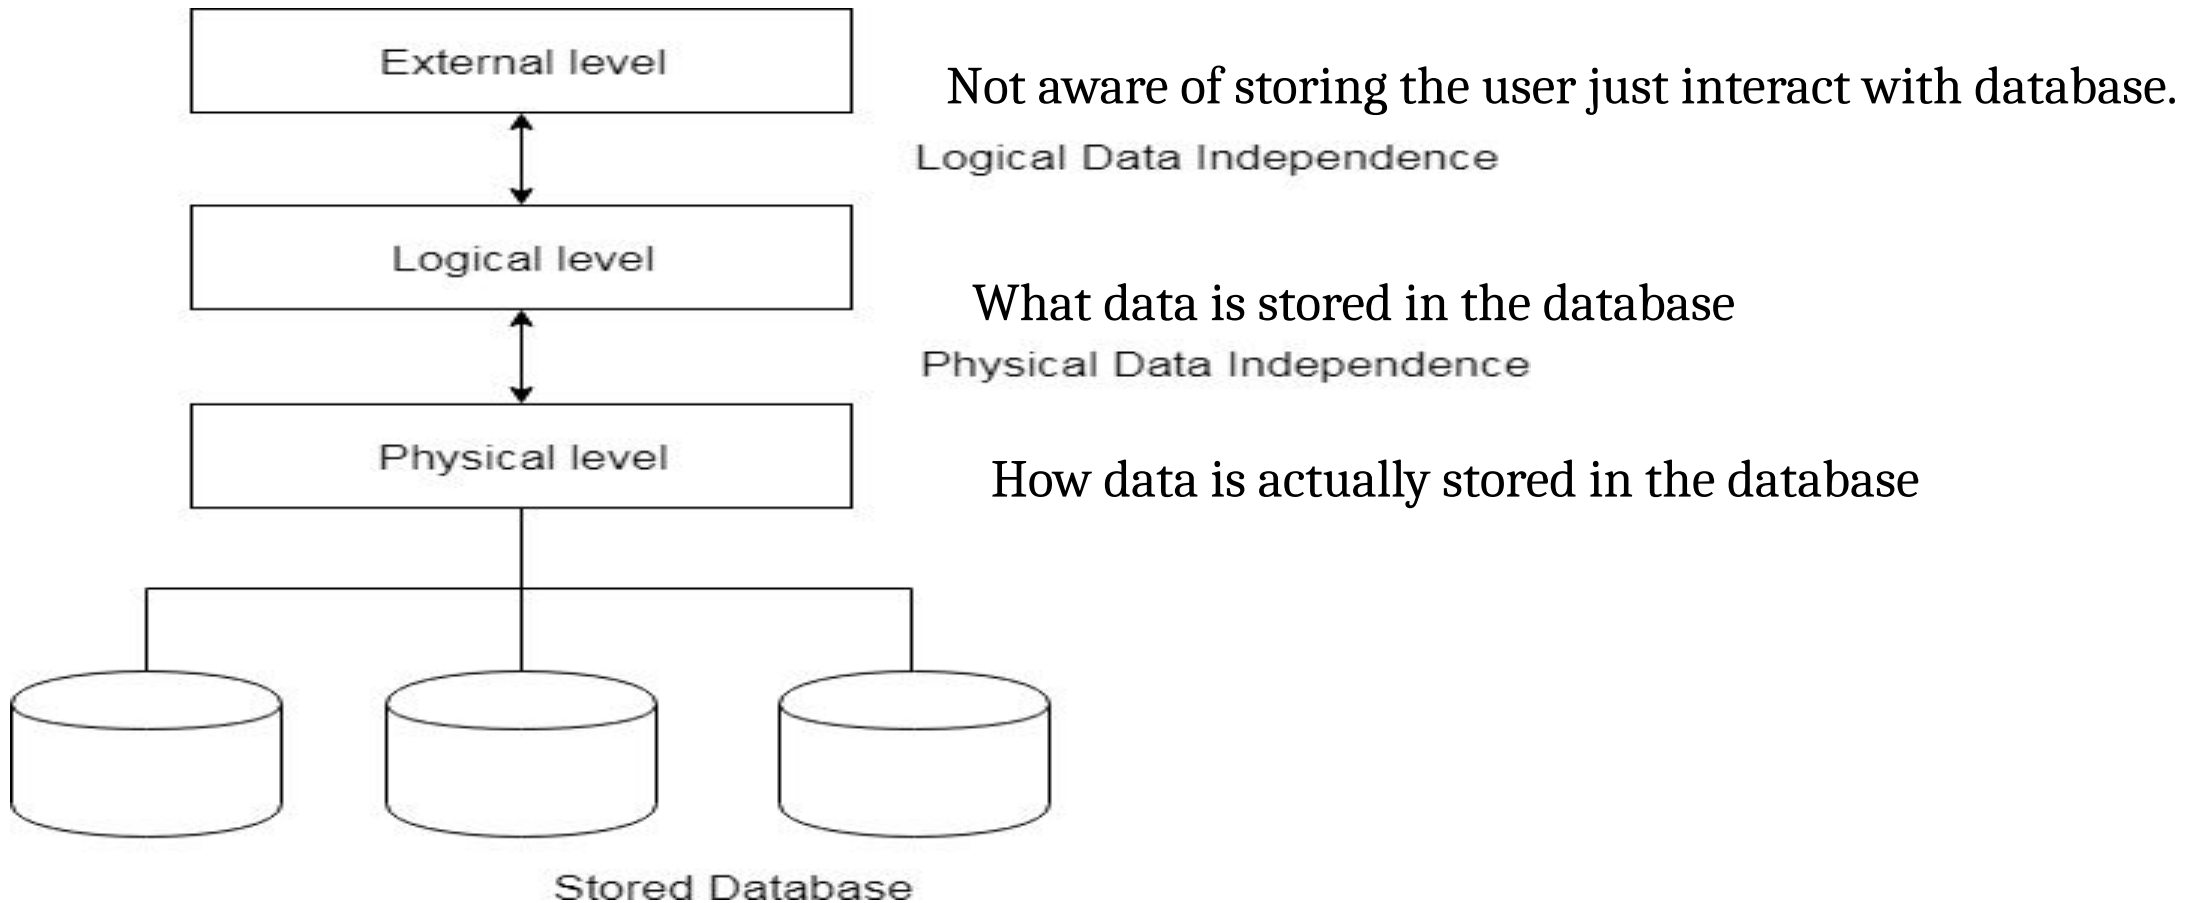 External level
Not aware of storing the user just interact with database.
Logical Data Independence
Logical level
What data is stored in the database
Physical Data Independence
Physical level
How data is actually stored in the database
Stored Database